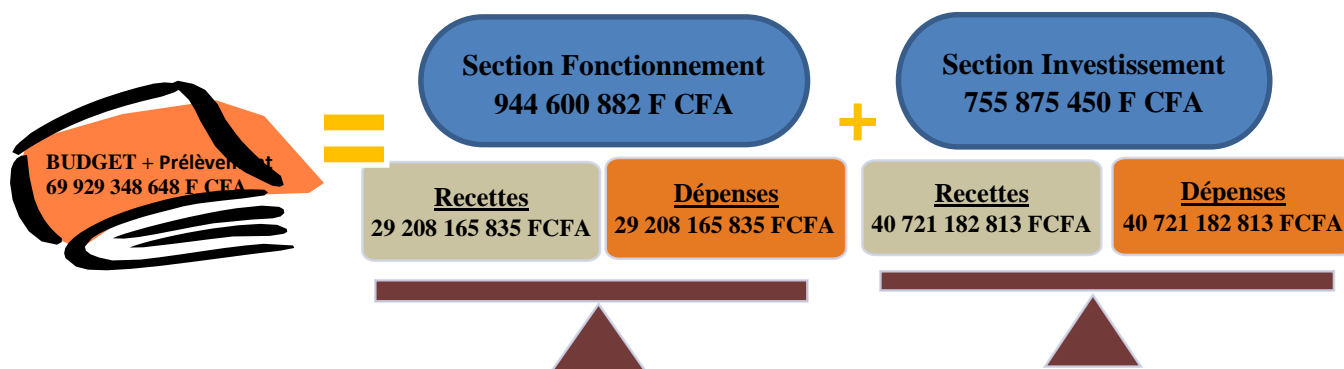 BUDGET + Prélèvement
69 929 348 648 F CFA
=
Section Fonctionnement
944 600 882 F CFA
Recettes
29 208 165 835 FCFA
Dépenses
29 208 165 835 FCFA
+
Section Investissement
755 875 450 F CFA
Recettes
40 721 182 813 FCFA
Dépenses
40 721 182 813 FCFA